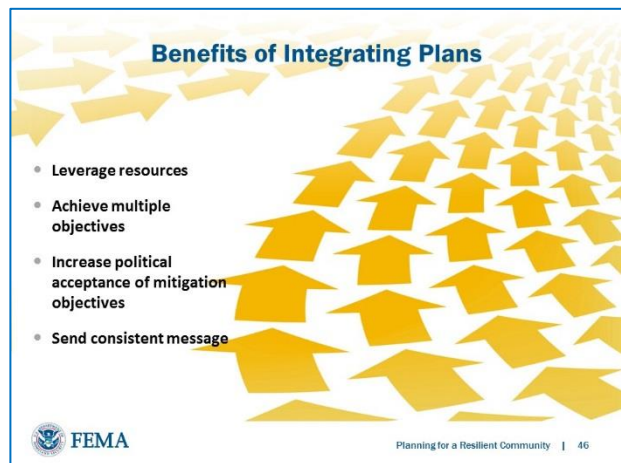 Benefits of Integrating Plans
Leverage resources
Achieve multiple
objectives
Increase political
acceptance of mitigation
objectives
Send consistent message
FEMA
Planning for a Resilient Community | 46